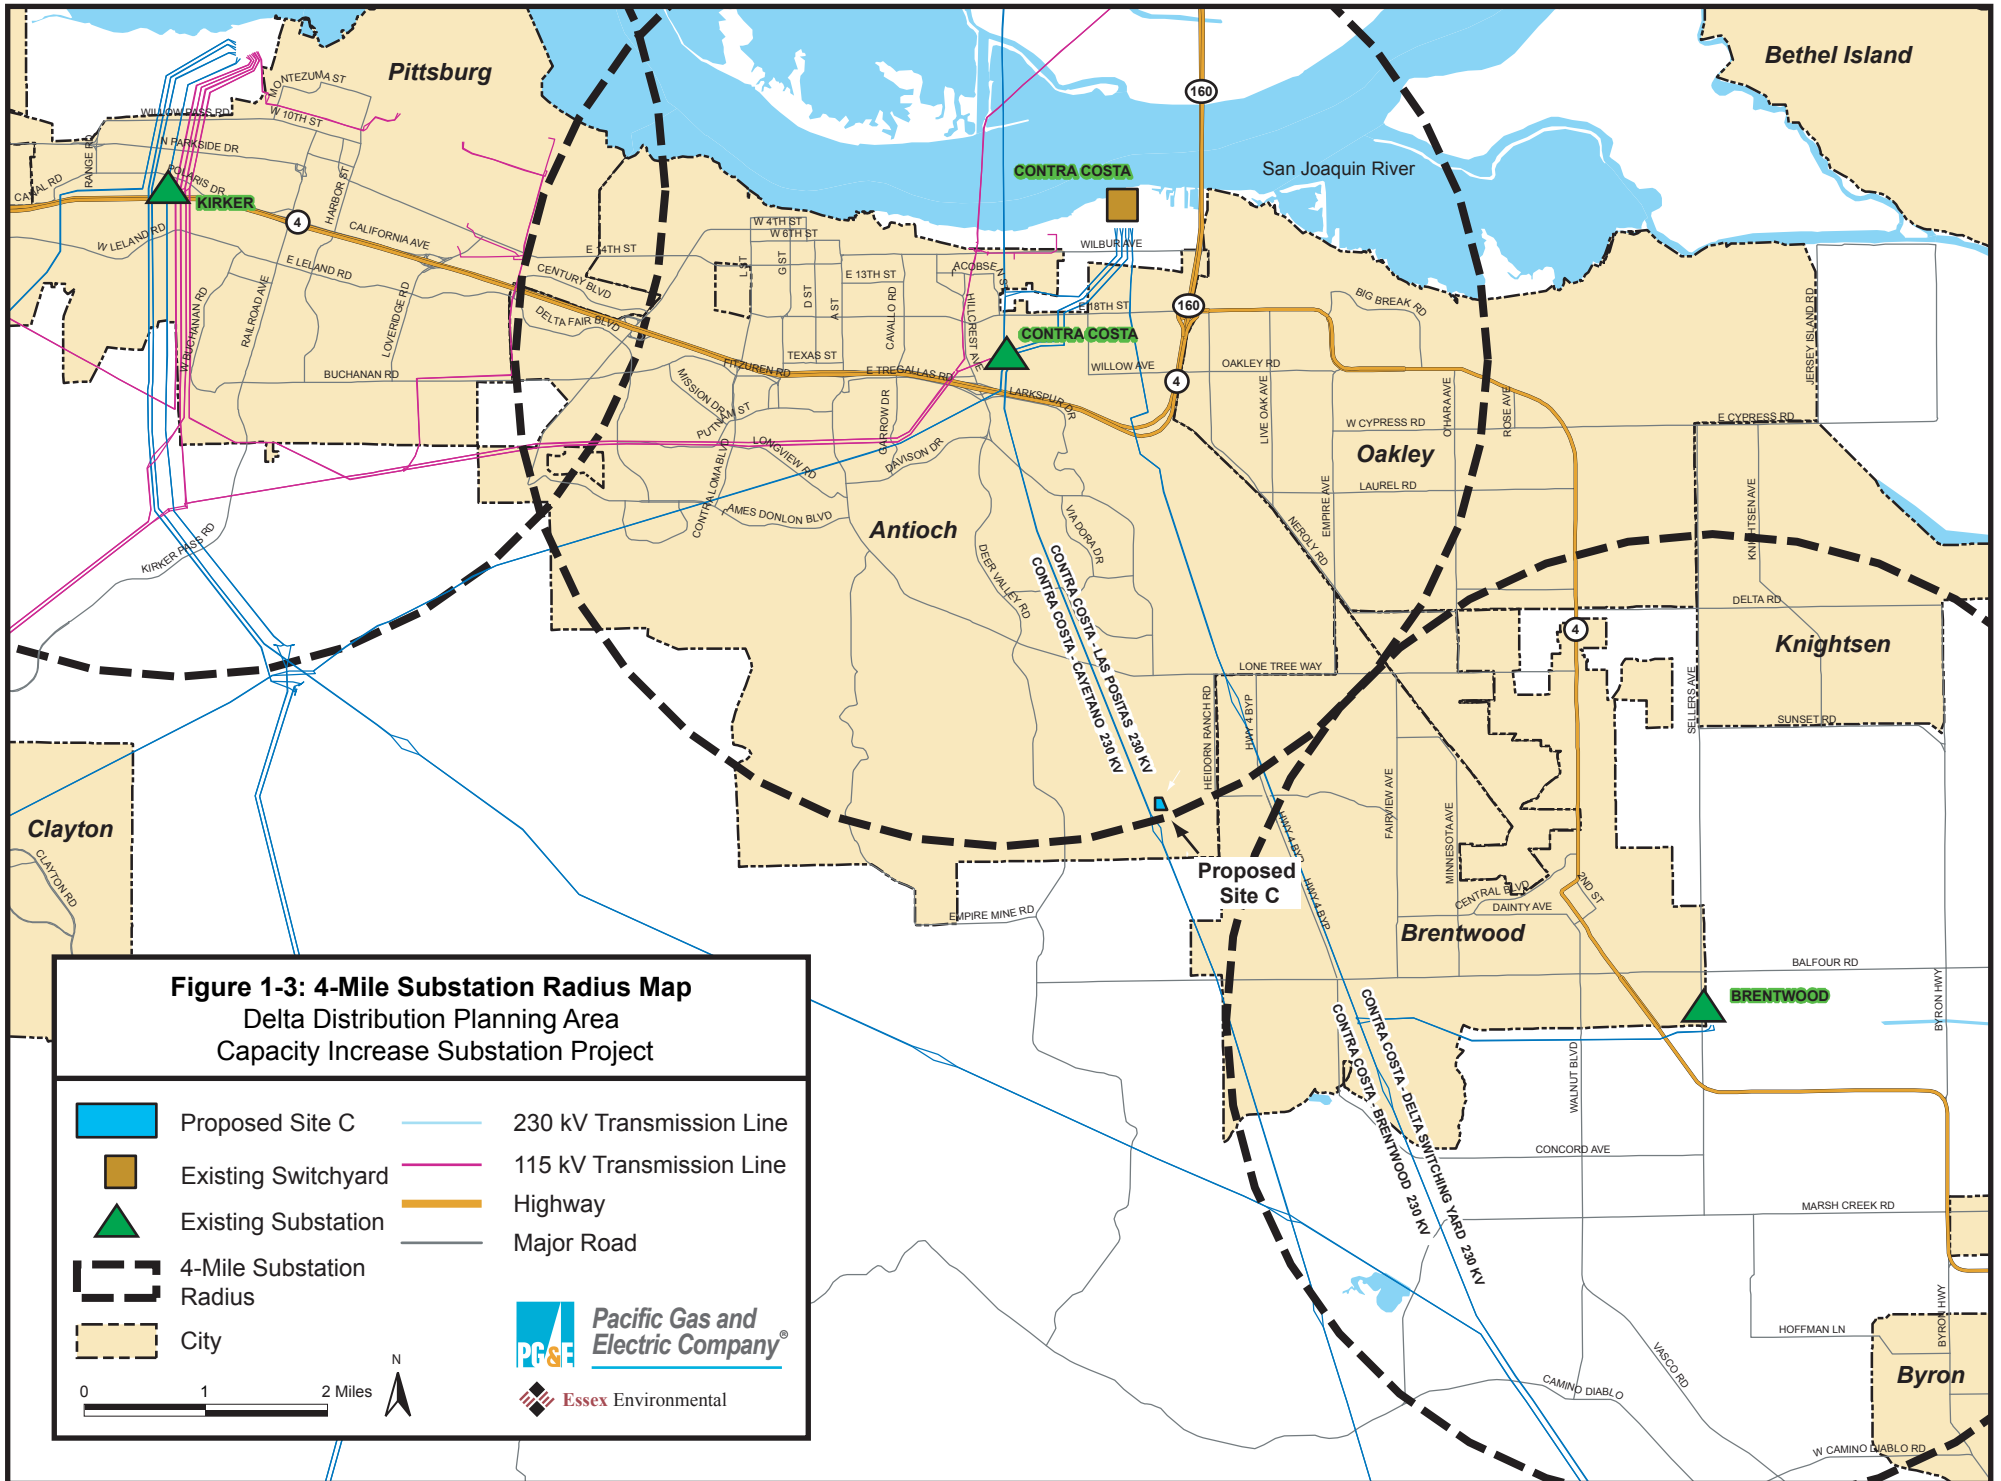 Pittsburg
Bethel Island
MONTEZUMA ST
WILLOW PASS RD
W 10TH ST
160
N PARKSIDE DR
RANGE RD
POLARIS DR
CANAL RD
HARBOR ST
KIRKER
CONTRA COSTA
San Joaquin River
4
CALIFORNIA AVE
W LELAND RD
E LELAND RD
W 4TH ST
W 6TH ST
E 14TH ST
WILBUR AVE
CENTURY BLVD
L ST
G ST
E 13TH ST
D ST
A ST
CAVALLO RD
HILLCREST AVE
E 18TH ST
160
BIG BREAK RD
JERSEY ISLAND RD
W BUCHANAN RD
RAILROAD AVE
LOVERIDGE RD
DELTA FAIR BLVD
CONTRA COSTA
TEXAS ST
FITZUREN RD
E TREGALLAS RD
WILLOW AVE
OAKLEY RD
BUCHANAN RD
MISSION DR
PUTNAM ST
LARKSPUR DR
4
LIVE OAK AVE
O'HARA AVE
ROSE AVE
W CYPRESS RD
E CYPRESS RD
GARROW DR
DAVISON DR
LONGVIEW RD
CONTRA LOMA BLVD
Oakley
LAUREL RD
EMPIRE AVE
KNIGHTSEN AVE
JAMES DONLON BLVD
Antioch
VIA DORA DR
NEROLY RD
KIRKER PASS RD
DEER VALLEY RD
CONTRA COSTA - LAS POSITAS 230 KV
CONTRA COSTA - CAYETANO 230 KV
DELTA RD
4
Knightsen
LONE TREE WAY
HEIDORN RANCH RD
HWY 4 BYP
SELLERS AVE
SUNSET RD
Clayton
CLAYTON RD
FAIRVIEW AVE
MINNESOTA AVE
HWY 4 BYP
Proposed
Site C
HWY 4 BYP
CENTRAL BLVD
2ND ST
DAINTY AVE
EMPIRE MINE RD
Brentwood
BALFOUR RD
BRENTWOOD
BYRON HWY
CONTRA COSTA - DELTA SWITCHING YARD 230 KV
CONTRA COSTA - BRENTWOOD 230 KV
WALNUT BLVD
CONCORD AVE
MARSH CREEK RD
HOFFMAN LN
BYRON HWY
VASCO RD
CAMINO DIABLO
Byron
W CAMINO DIABLO RD
Figure 1-3: 4-Mile Substation Radius Map
Delta Distribution Planning Area
Capacity Increase Substation Project
Proposed Site C
Existing Switchyard
Existing Substation
4-Mile Substation
Radius
City
230 kV Transmission Line
115 kV Transmission Line
Highway
Major Road
0 1 2 Miles
N
PG&E
Pacific Gas and
Electric Company®
Essex Environmental